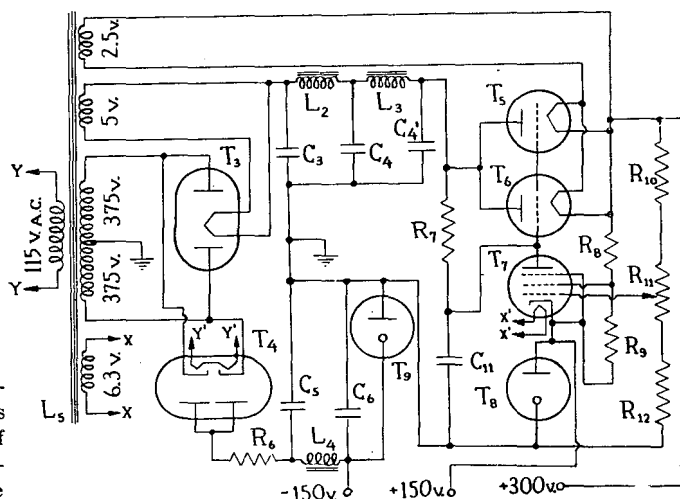 2.5v.
5v.
T3
L2
L3
C3
C4
C4'
T5
T6
R10
Y
115 v. A.C.
Y
375v.
375v.
R7
R8
T7
R11
X'
X'
Y'
Y'
T4
T9
R9
6.3v.
X
X
L5
C5
C6
C11
T8
R12
R6
L4
-150v.
+150v.
+300v.
s
f
e